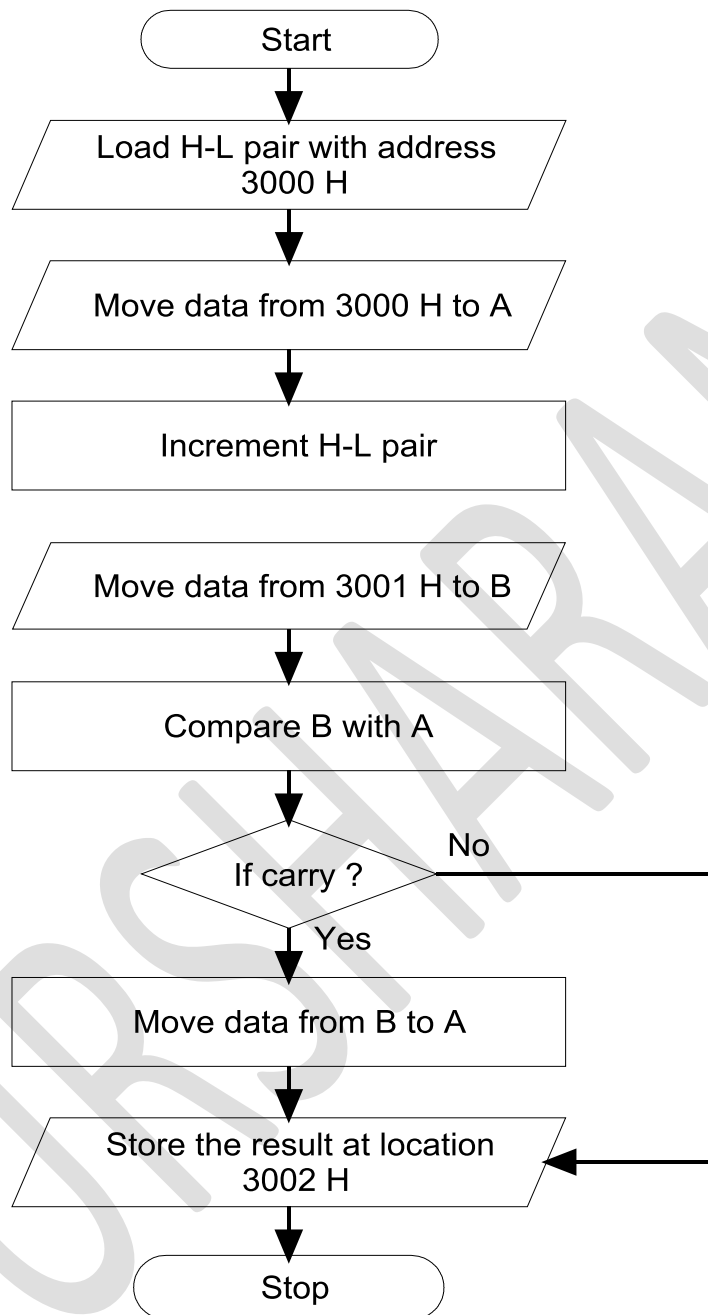 Start
Load H-L pair with address
3000 H
Move data from 3000 H to A
Increment H-L pair
Move data from 3001 H to B
Compare B with A
If carry ?
No
Yes
Move data from B to A
Store the result at location
3002 H
Stop